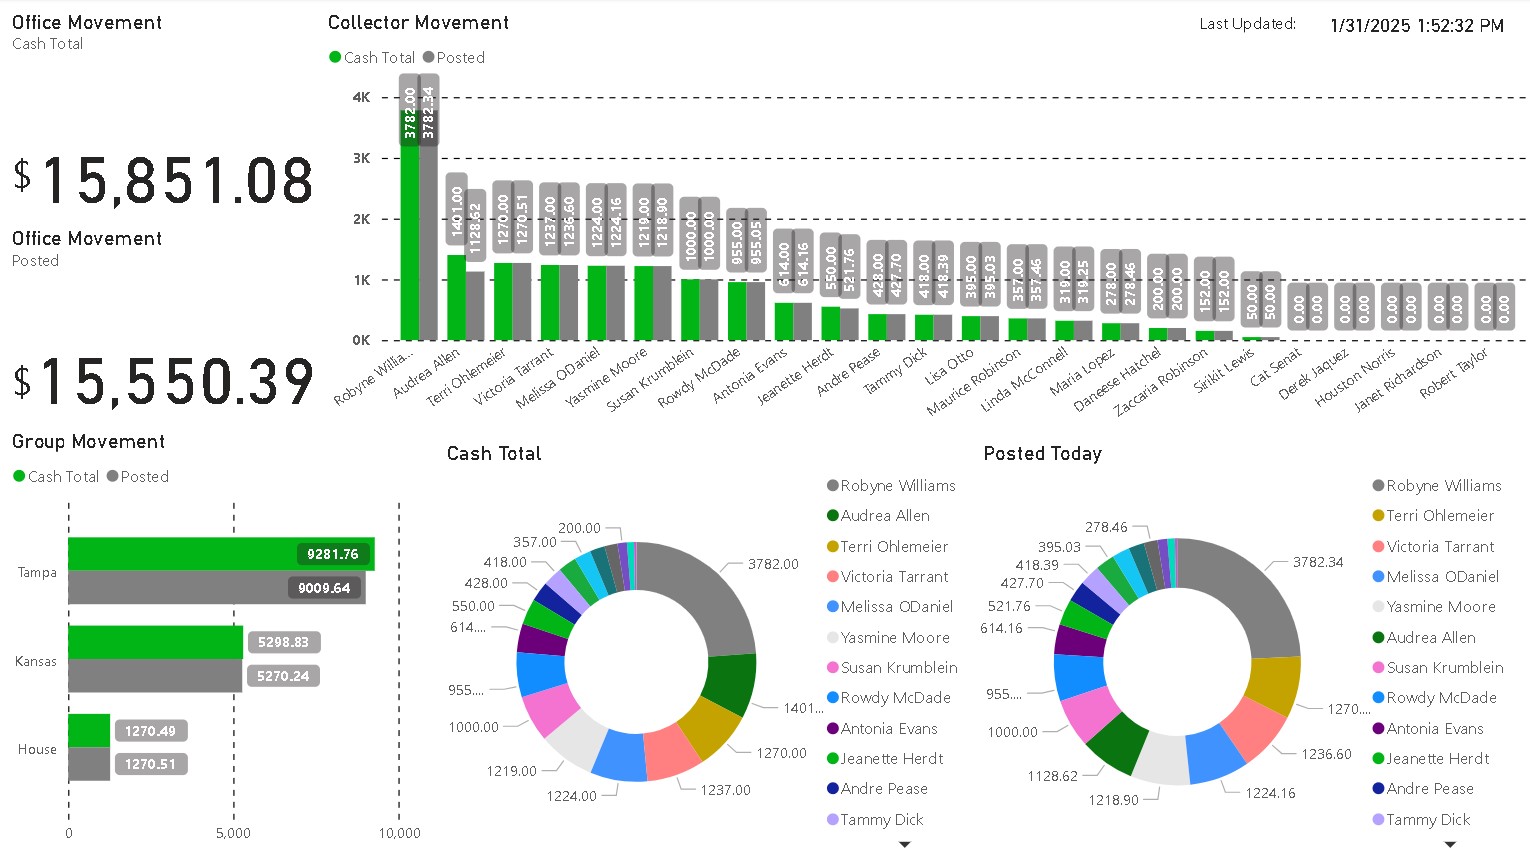 Office Movement
Cash Total
$ 15,851.08
Office Movement
Posted
$ 15,550.39
Collector Movement
Last Updated: 1/31/2025 1:52:32 PM
Cash Total Posted
4K
3K
2K
1K
0K
3782.00 3782.34
1401.00 1128.62
1270.00 1270.51
1237.00 1236.60
1224.00 1224.16
1219.00 1218.90
1000.00 1000.00
955.00 955.05
614.00 614.16
550.00 521.76
428.00 427.70
418.00 418.39
395.00 395.03
357.00 357.46
319.00 319.25
278.00 278.46
200.00 200.00
152.00 152.00
50.00 50.00
0.00 0.00
0.00 0.00
0.00 0.00
0.00 0.00
0.00 0.00
Robyne Willia...
Audrea Allen
Terri Ohlemeier
Victoria Tarrant
Melissa ODaniel
Yasmine Moore
Susan Krumblein
Rowdy McDade
Antonia Evans
Jeanette Herdt
Andre Pease
Tammy Dick
Lisa Otto
Maurice Robinson
Linda McConnell
Maria Lopez
Daneese Hatchel
Zaccaria Robinson
Sirikit Lewis
Cat Senat
Derek Jaquez
Houston Norris
Janet Richardson
Robert Taylor
Group Movement
Cash Total Posted
Tampa
9281.76
9009.64
Kansas
5298.83
5270.24
House
1270.49
1270.51
0 5,000 10,000
Cash Total
200.00
357.00
418.00
428.00
550.00
614....
955....
1000.00
1219.00
1224.00
1237.00
1270.00
1401...
3782.00
Robyne Williams
Audrea Allen
Terri Ohlemeier
Victoria Tarrant
Melissa ODaniel
Yasmine Moore
Susan Krumblein
Rowdy McDade
Antonia Evans
Jeanette Herdt
Andre Pease
Tammy Dick
Posted Today
278.46
395.03
418.39
427.70
521.76
614.16
955....
1000.00
1128.62
1218.90
1224.16
1236.60
1270....
3782.34
Robyne Williams
Terri Ohlemeier
Victoria Tarrant
Melissa ODaniel
Yasmine Moore
Audrea Allen
Susan Krumblein
Rowdy McDade
Antonia Evans
Jeanette Herdt
Andre Pease
Tammy Dick